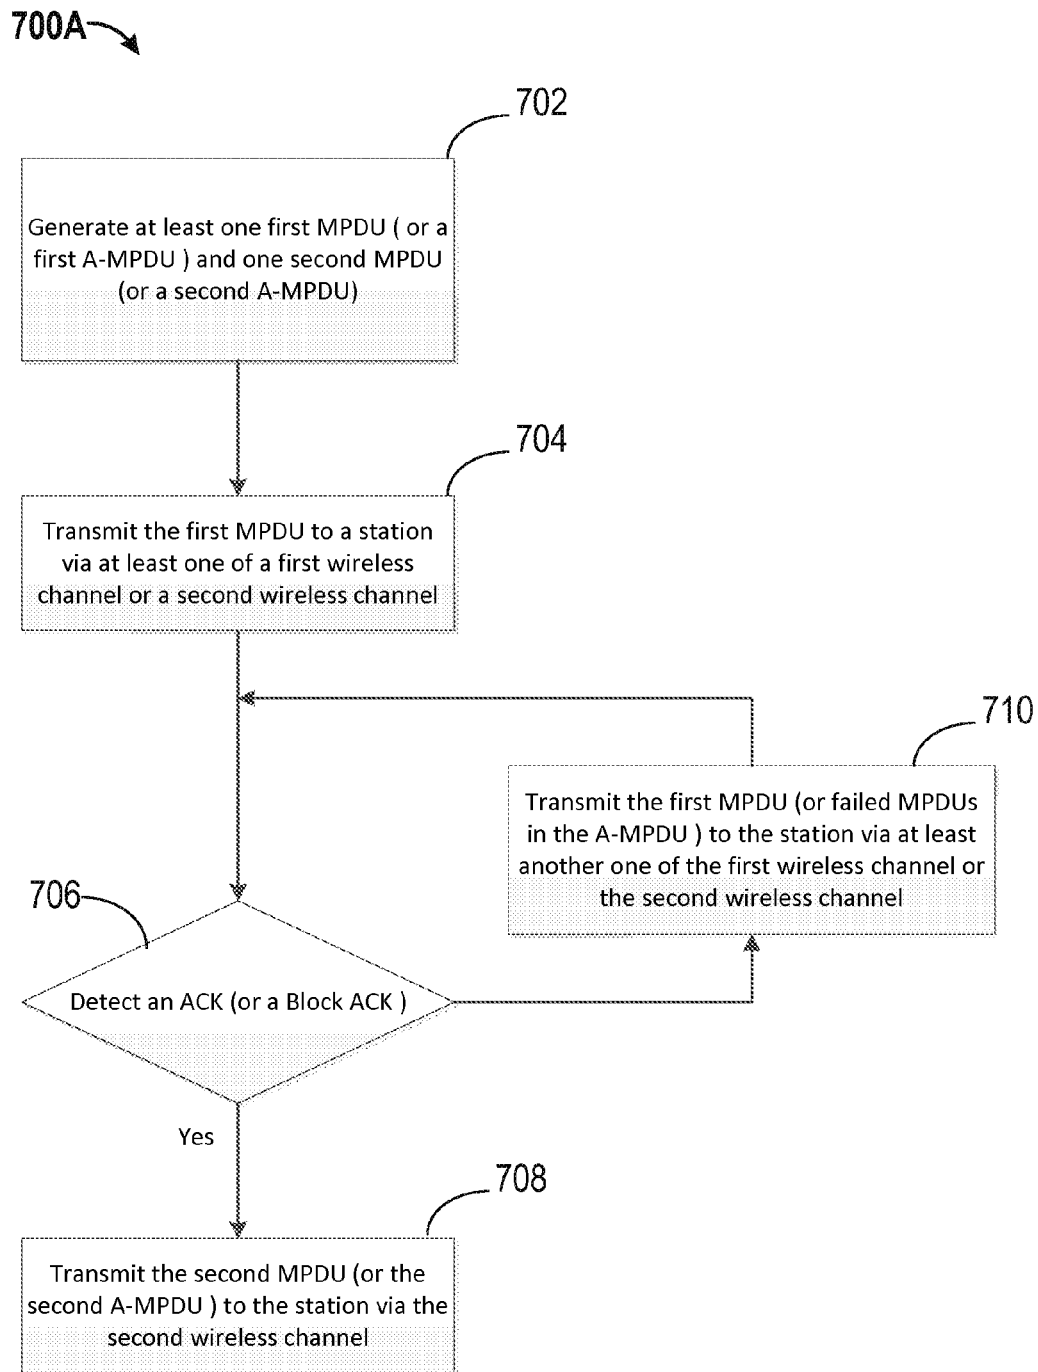 700A
702
Generate at least one first MPDU ( or a
first A-MPDU ) and one second MPDU
(or a second A-MPDU)
704
Transmit the first MPDU to a station
via at least one of a first wireless
channel or a second wireless channel
710
Transmit the first MPDU (or failed MPDUs
in the A-MPDU ) to the station via at least
another one of the first wireless channel or
the second wireless channel
706
Detect an ACK (or a Block ACK )
Yes
708
Transmit the second MPDU (or the
second A-MPDU ) to the station via the
second wireless channel